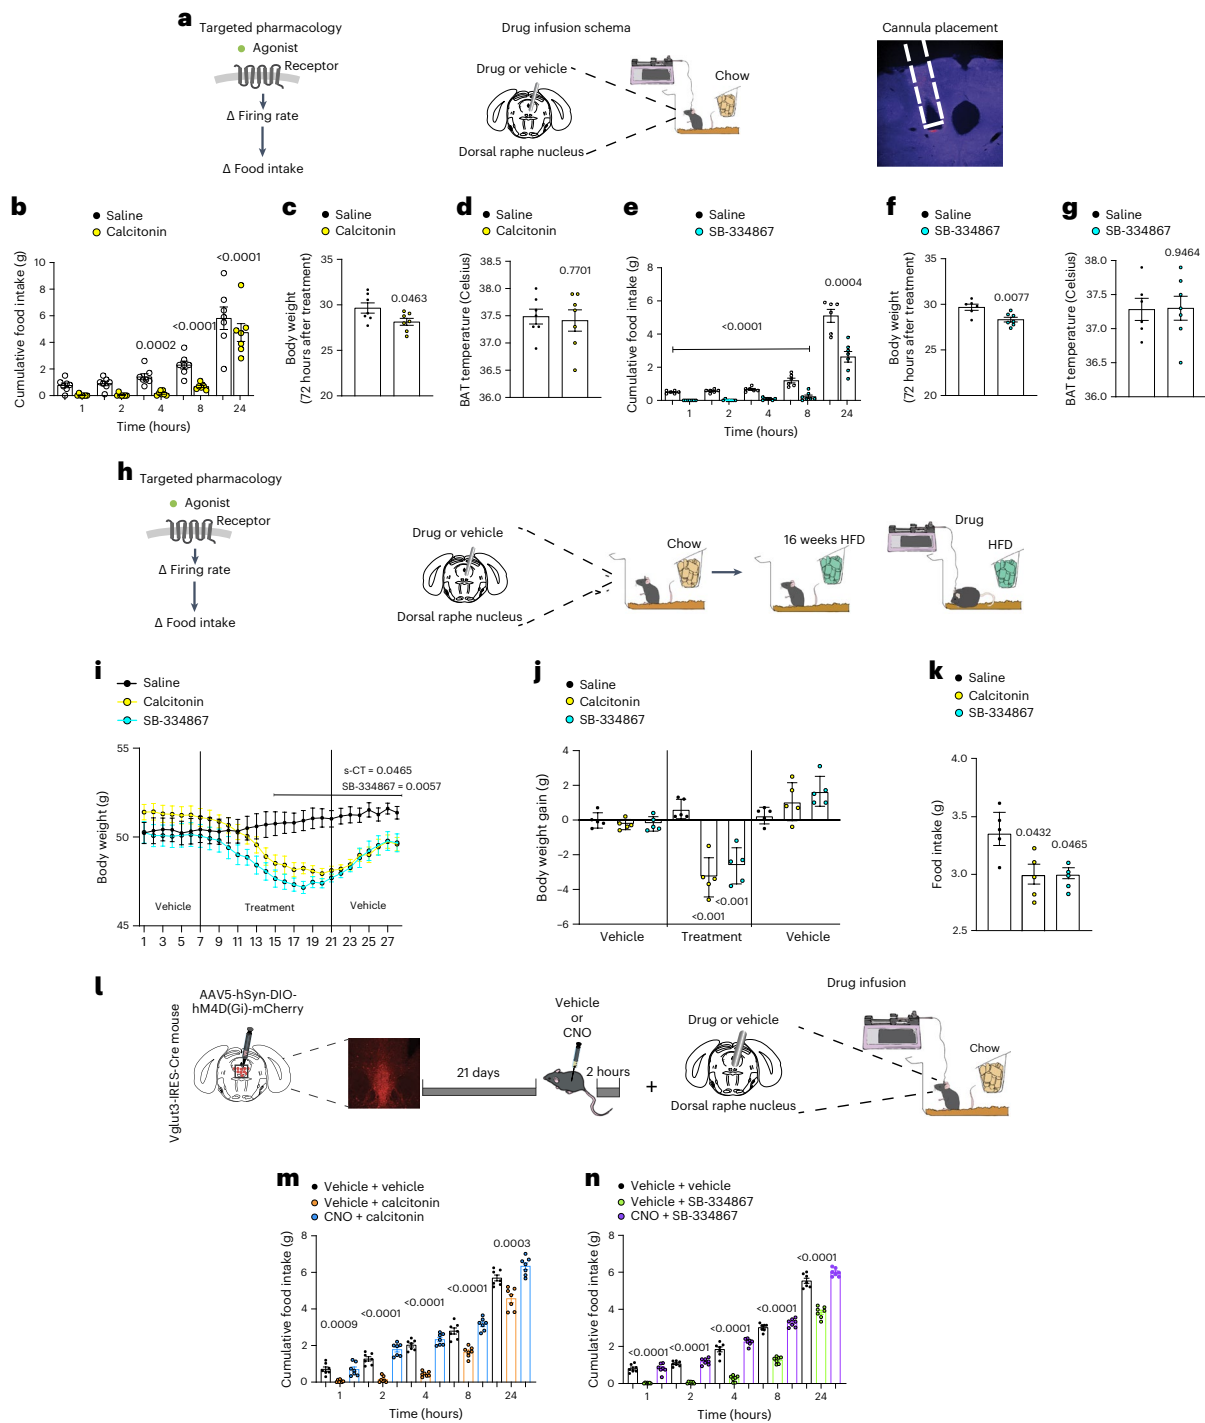 a
Targeted pharmacology
Agonist
Receptor
Δ Firing rate
Δ Food intake
Drug infusion schema
Drug or vehicle
Dorsal raphe nucleus
Chow
Cannula placement
b
Saline
Calcitonin
Cumulative food intake (g)
10
8
6
4
2
0
0.0002
<0.0001
<0.0001
1 2 4 8 24
Time (hours)
c
Saline
Calcitonin
Body weight
(72 hours after treatment)
35
30
25
20
0.0463
d
Saline
Calcitonin
BAT temperature (Celsius)
38.5
38.0
37.5
37.0
36.5
36.0
0.7701
e
Saline
SB-334867
Cumulative food intake (g)
8
6
4
2
0
<0.0001
0.0004
1 2 4 8 24
Time (hours)
f
Saline
SB-334867
Body weight
(72 hours after treatment)
35
30
25
20
0.0077
g
Saline
SB-334867
BAT temperature (Celsius)
38.0
37.5
37.0
36.5
36.0
0.9464
h
Targeted pharmacology
Agonist
Receptor
Δ Firing rate
Δ Food intake
Drug or vehicle
Dorsal raphe nucleus
Chow
16 weeks HFD
Drug
HFD
i
Saline
Calcitonin
SB-334867
Body weight (g)
55
50
45
s-CT = 0.0465
SB-334867 = 0.0057
Vehicle
Treatment
Vehicle
1 3 5 7 9 11 13 15 17 19 21 23 25 27
j
Saline
Calcitonin
SB-334867
Body weight gain (g)
4
2
0
−2
−4
−6
<0.001
<0.001
Vehicle
Treatment
Vehicle
k
Saline
Calcitonin
SB-334867
Food intake (g)
4.0
3.5
3.0
2.5
0.0432
0.0465
l
Vglut3-IRES-Cre mouse
AAV5-hSyn-DIO-
hM4D(Gi)-mCherry
21 days
Vehicle
or
CNO
2 hours
+
Drug or vehicle
Dorsal raphe nucleus
Drug infusion
Chow
m
Vehicle + vehicle
Vehicle + calcitonin
CNO + calcitonin
Cumulative food intake (g)
8
6
4
2
0
0.0009
<0.0001
<0.0001
<0.0001
0.0003
1 2 4 8 24
Time (hours)
n
Vehicle + vehicle
Vehicle + SB-334867
CNO + SB-334867
Cumulative food intake (g)
8
6
4
2
0
<0.0001
<0.0001
<0.0001
<0.0001
<0.0001
1 2 4 8 24
Time (hours)